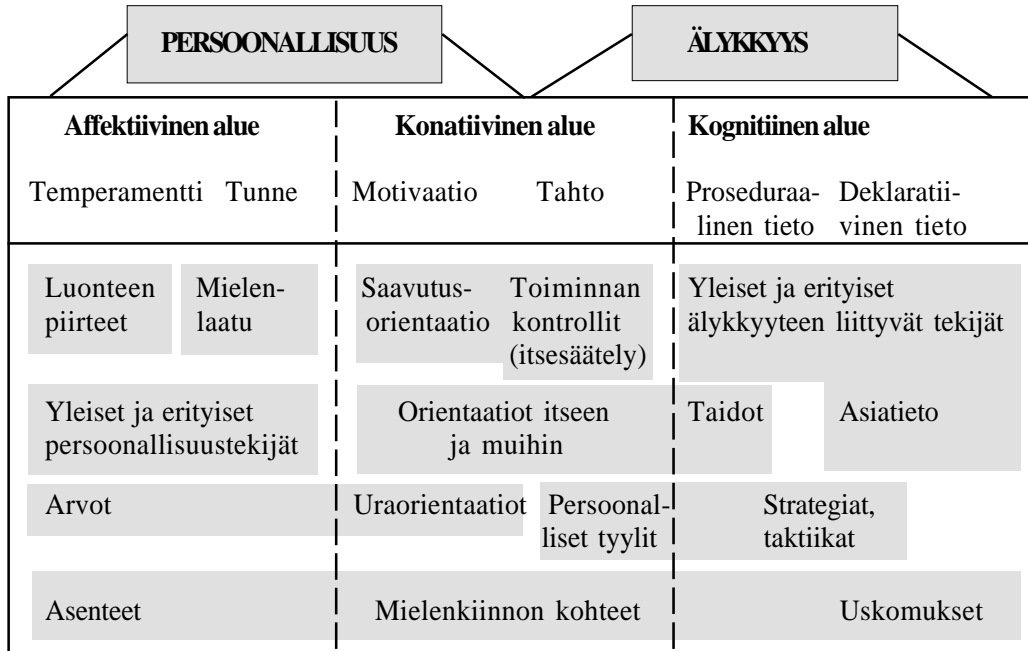 PERSOONALLISUUS ÄLYKKYYS
Affektiivinen alue Konatiivinen alue Kognitiinen alue
Temperamentti Tunne Motivaatio Tahto Proseduraa- Deklaratii-
linen tieto vinen tieto
Luonteen Mielen- Saavutus- Toiminnan Yleiset ja erityiset
piirteet laatu orientaatio kontrollit älykkyyteen liittyvät tekijät
(itsesäätely)
Yleiset ja erityiset Orientaatiot itseen Taidot Asiatieto
persoonallisuustekijät ja muihin
Arvot Uraorientaatiot Persoonal- Strategiat,
liset tyylit taktiikat
Asenteet Mielenkiinnon kohteet Uskomukset